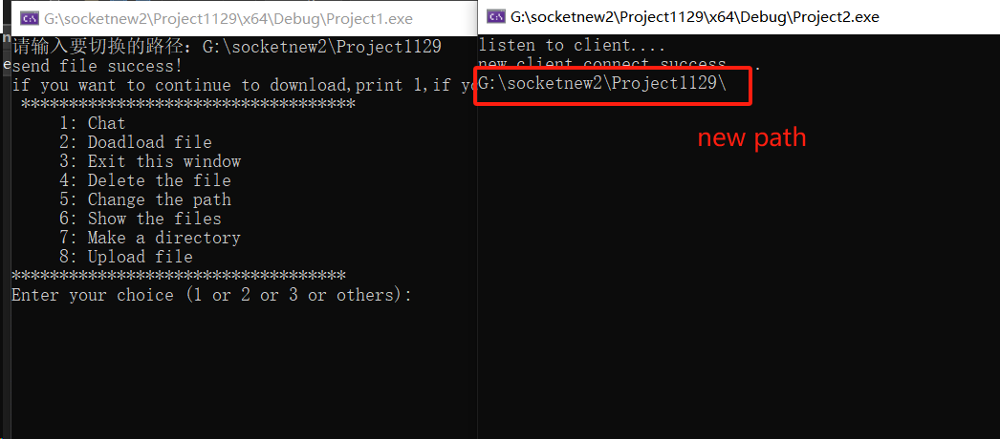 G:\socketnew2\Project1129\x64\Debug\Project1.exe
请输入要切换的路径：G:\socketnew2\Project1129
send file success!
if you want to continue to download,print 1,if yo
************************************
1: Chat
2: Doadload file
3: Exit this window
4: Delete the file
5: Change the path
6: Show the files
7: Make a directory
8: Upload file
************************************
Enter your choice (1 or 2 or 3 or others):
G:\socketnew2\Project1129\x64\Debug\Project2.exe
listen to client....
new client connect success...
G:\socketnew2\Project1129\
new path